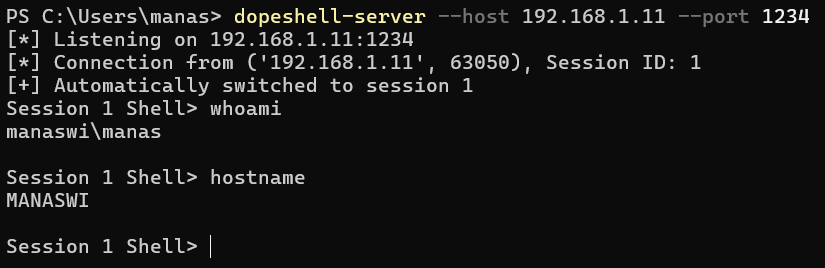 PS C:\Users\manas> dopeshell-server --host 192.168.1.11 --port 1234
[*] Listening on 192.168.1.11:1234
[*] Connection from ('192.168.1.11', 63050), Session ID: 1
[+] Automatically switched to session 1
Session 1 Shell> whoami
manaswi\manas
Session 1 Shell> hostname
MANASWI
Session 1 Shell>